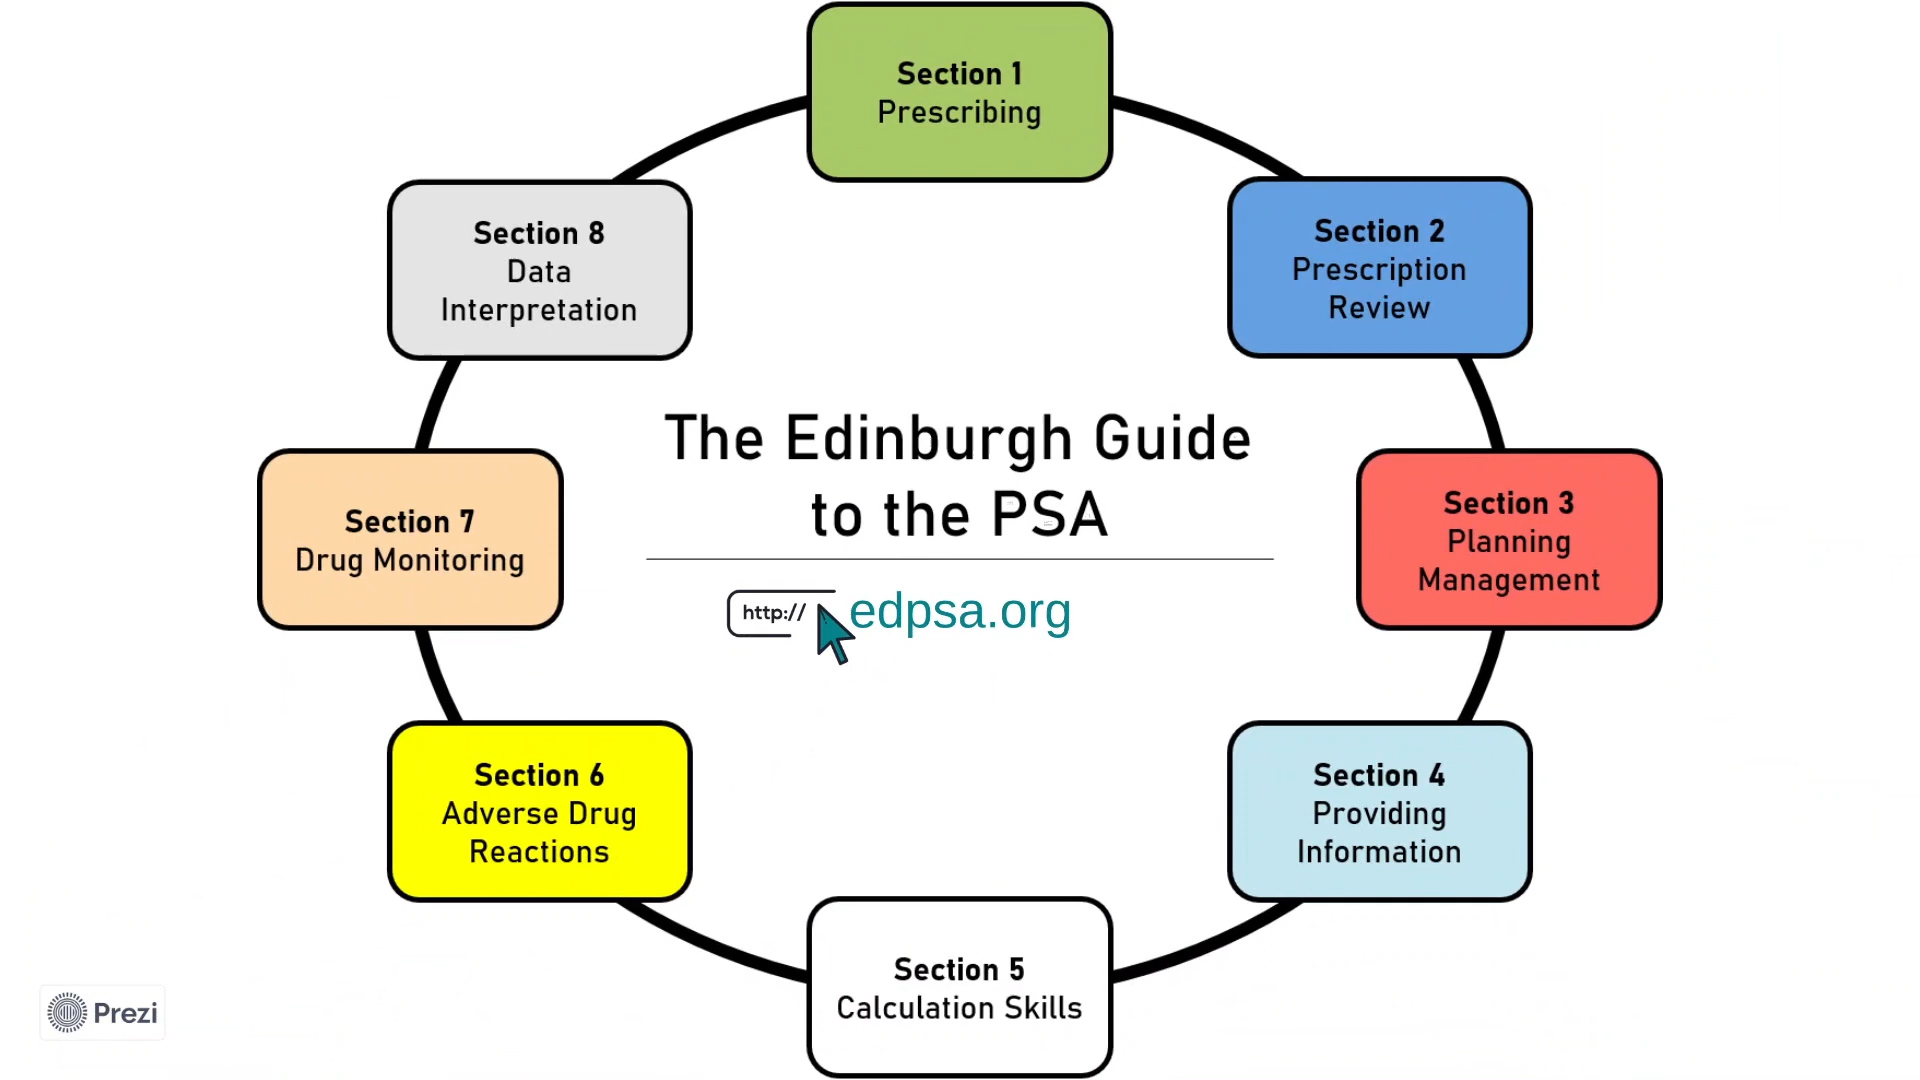 Section 1
Prescribing
Section 2
Prescription
Review
Section 3
Planning
Management
Section 4
Providing
Information
Section 5
Calculation Skills
Section 6
Adverse Drug
Reactions
Section 7
Drug Monitoring
Section 8
Data
Interpretation
The Edinburgh Guide
to the PSA
http:// edpsa.org
Prezi